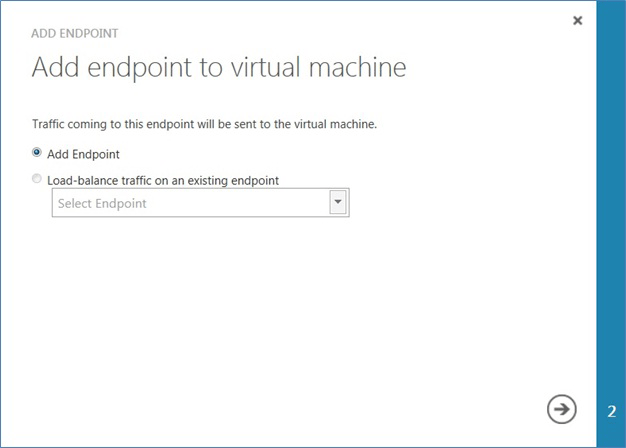 ADD ENDPOINT
Add endpoint to virtual machine
Traffic coming to this endpoint will be sent to the virtual machine.
Add Endpoint
Load-balance traffic on an existing endpoint
Select Endpoint
2